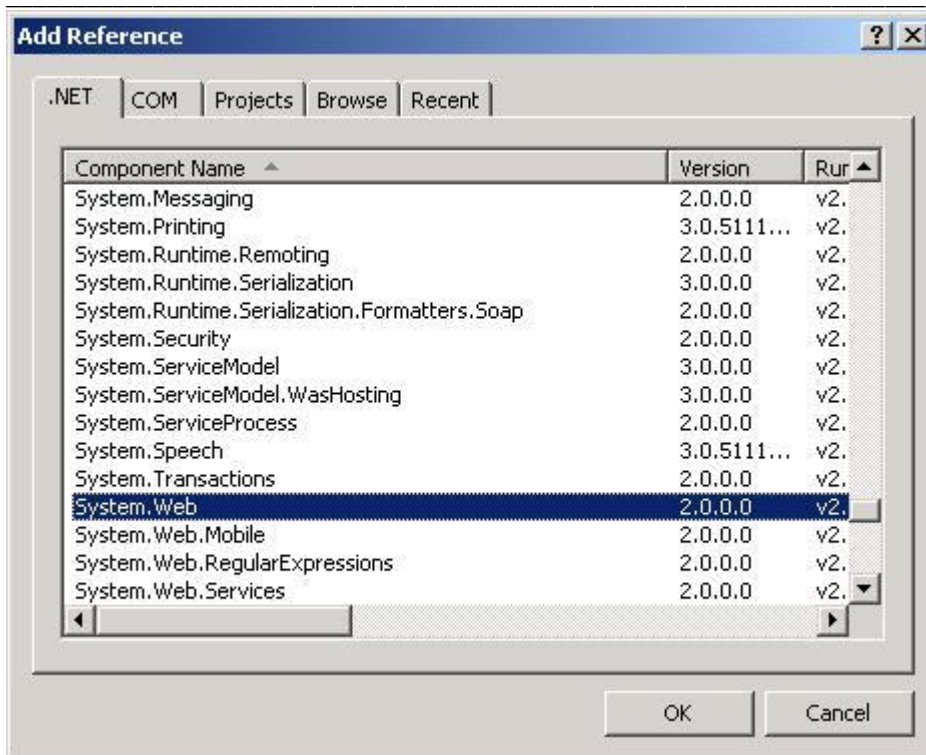 Add Reference
.NET COM Projects Browse Recent
Component Name Version Rur
System.Messaging 2.0.0.0 v2.
System.Printing 3.0.5111... v2.
System.Runtime.Remoting 2.0.0.0 v2.
System.Runtime.Serialization 3.0.0.0 v2.
System.Runtime.Serialization.Formatters.Soap 2.0.0.0 v2.
System.Security 2.0.0.0 v2.
System.ServiceModel 3.0.0.0 v2.
System.ServiceModel.WasHosting 3.0.0.0 v2.
System.ServiceProcess 2.0.0.0 v2.
System.Speech 3.0.5111... v2.
System.Transactions 2.0.0.0 v2.
System.Web 2.0.0.0 v2.
System.Web.Mobile 2.0.0.0 v2.
System.Web.RegularExpressions 2.0.0.0 v2.
System.Web.Services 2.0.0.0 v2.
OK Cancel